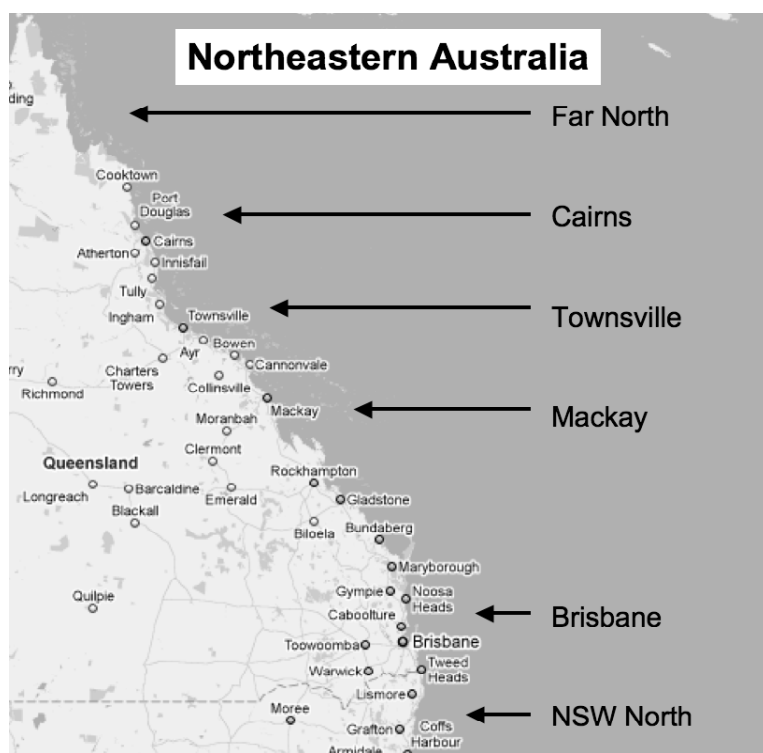 Northeastern Australia
ding
Far North
Cooktown
Port
Douglas
Cairns
Cairns
Atherton
Innisfail
Tully
Ingham
Townsville
Townsville
Ayr
Bowen
Cannonvale
rry
Richmond
Charters
Towers
Collinsville
Mackay
Mackay
Moranbah
Clermont
Queensland
Rockhampton
Longreach
Barcaldine
Emerald
Gladstone
Blackall
Biloela
Bundaberg
Maryborough
Quilpie
Gympie
Noosa
Heads
Caboolture
Brisbane
Toowoomba
Brisbane
Warwick
Tweed
Heads
Lismore
Moree
NSW North
Grafton
Coffs
Harbour
Armidale